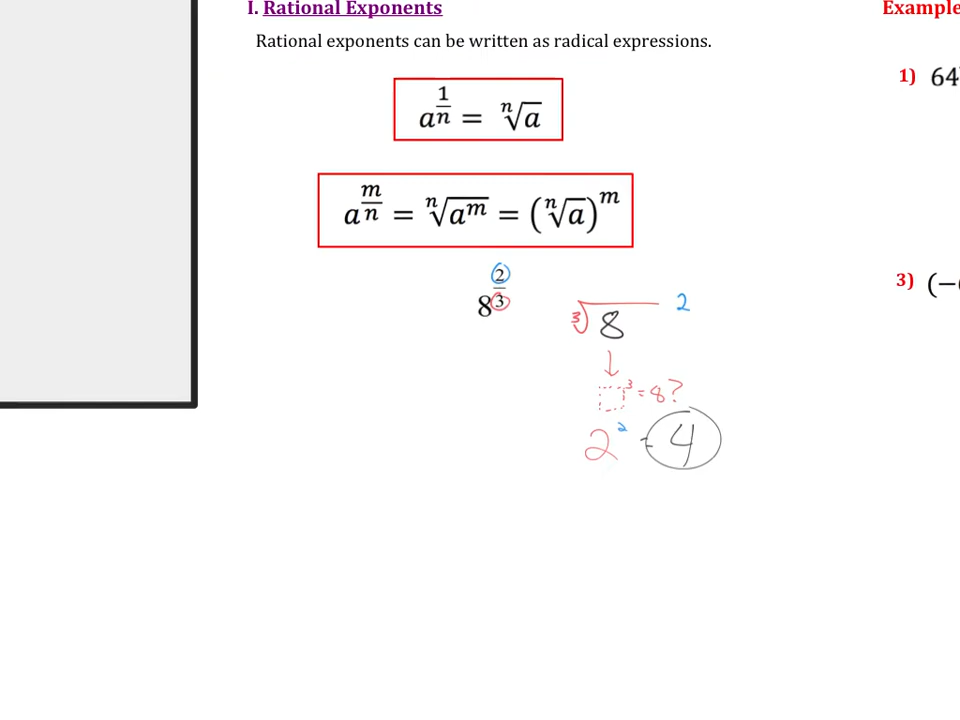 I. Rational Exponents
Example
Rational exponents can be written as radical expressions.
1) 64
a^(1/n) = ⁿ√a
a^(m/n) = ⁿ√(a^m) = (ⁿ√a)^m
3) (−
8^(2/3)
³√8 ²
↓
□³ = 8?
2² = 4